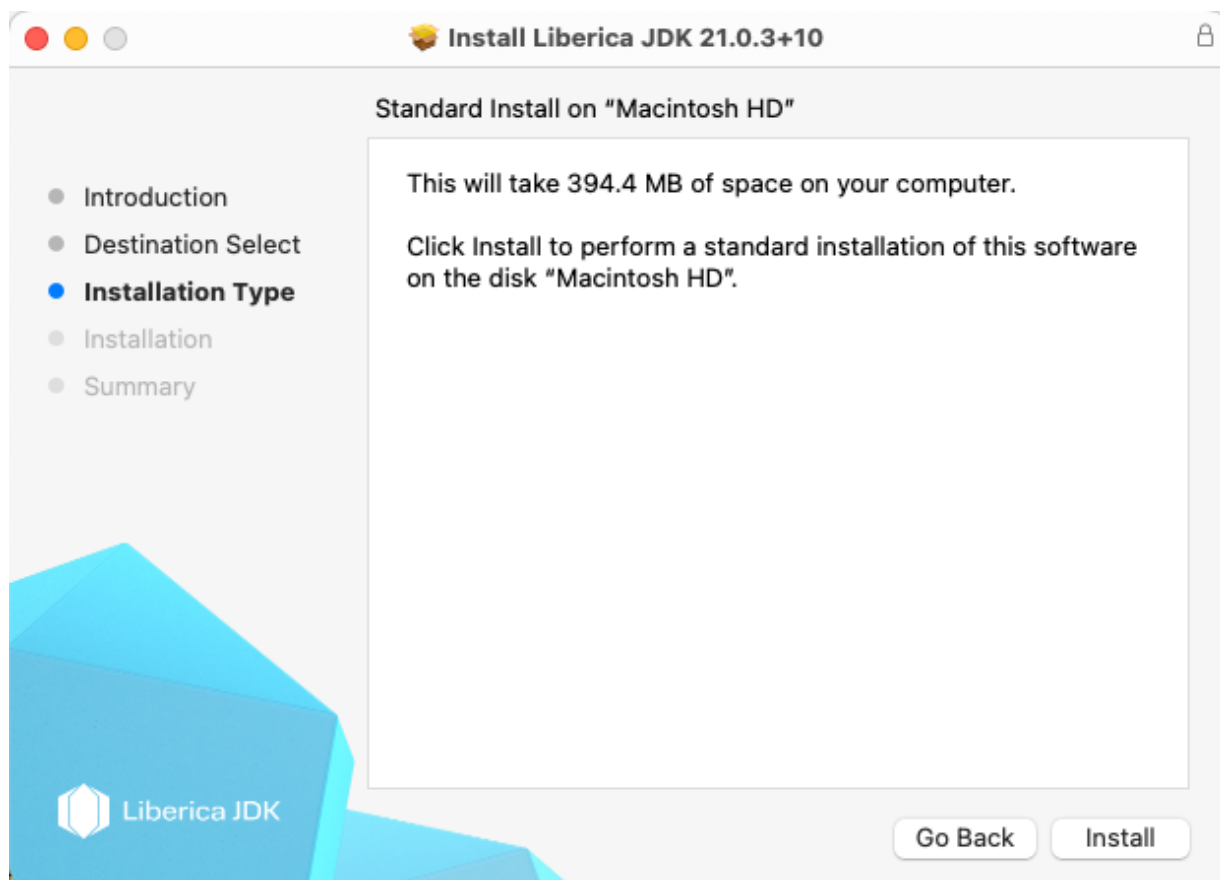 Install Liberica JDK 21.0.3+10
Standard Install on “Macintosh HD”
Introduction
Destination Select
Installation Type
Installation
Summary
This will take 394.4 MB of space on your computer.
Click Install to perform a standard installation of this software
on the disk “Macintosh HD”.
Liberica JDK
Go Back
Install